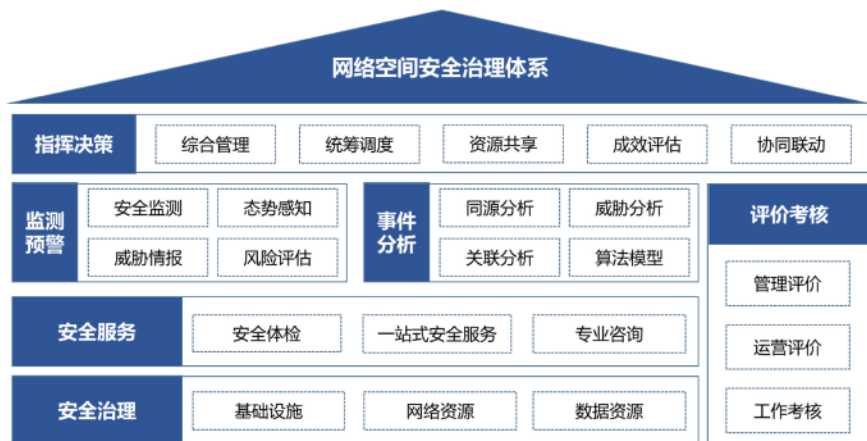 网络空间安全治理体系
指挥决策 综合管理 统筹调度 资源共享 成效评估 协同联动
监测
预警
安全监测 态势感知
威胁情报 风险评估
事件
分析
同源分析 威胁分析
关联分析 算法模型
评价考核
管理评价
运营评价
工作考核
安全服务 安全体检 一站式安全服务 专业咨询
安全治理 基础设施 网络资源 数据资源